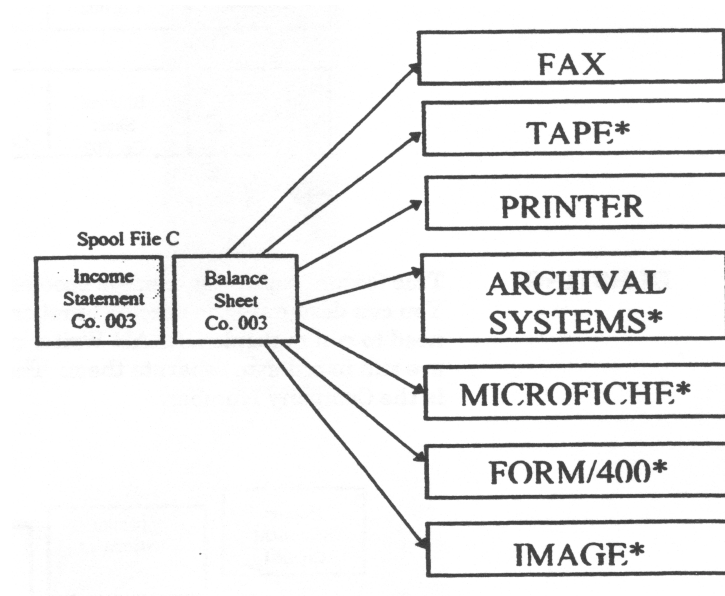 FAX
TAPE*
PRINTER
Spool File C
Income
Statement
Co. 003
Balance
Sheet
Co. 003
ARCHIVAL
SYSTEMS*
MICROFICHE*
FORM/400*
IMAGE*